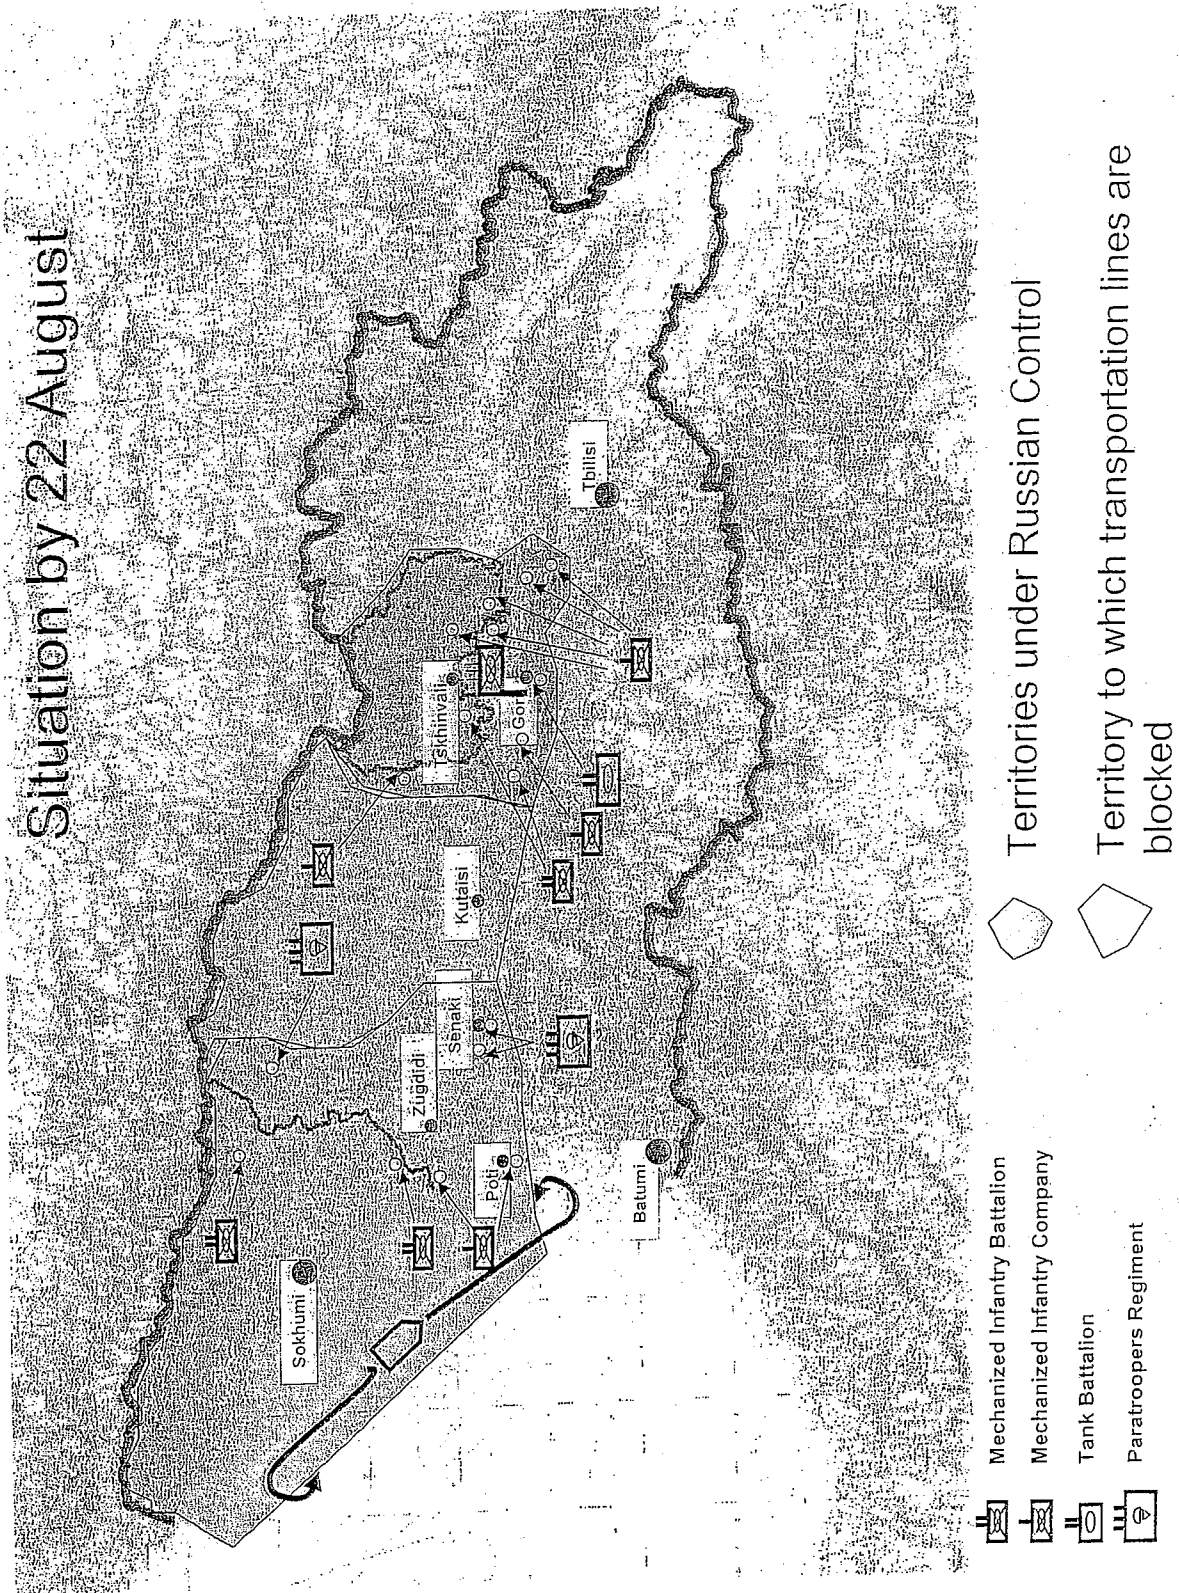 Situation by 22 August
Sokhumi
Tskhinvali
Zugdidi
Senaki
Kutaisi
Poti
Gori
Tbilisi
Batumi
Mechanized Infantry Battalion
Mechanized Infantry Company
Tank Battalion
Paratroopers Regiment
Territories under Russian Control
Territory to which transportation lines are
blocked